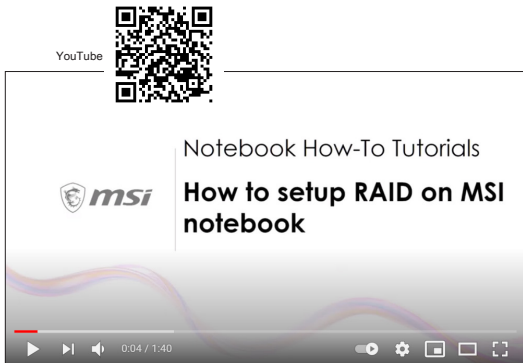 YouTube
Notebook How-To Tutorials
msi
How to setup RAID on MSI
notebook
0:04 / 1:40